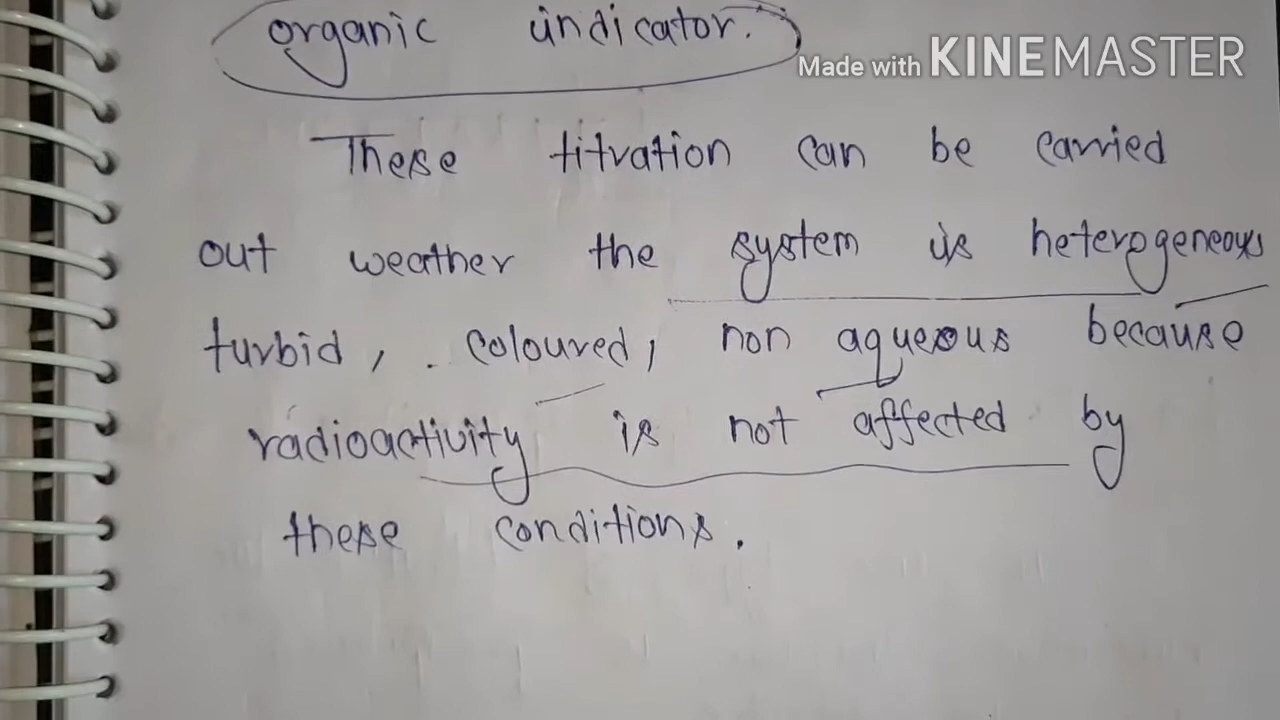 organic indicator.
Made with KINEMASTER
These titration can be carried
out weather the system is heterogeneous
turbid, coloured, non aqueous because
radioactivity is not affected by
these conditions.